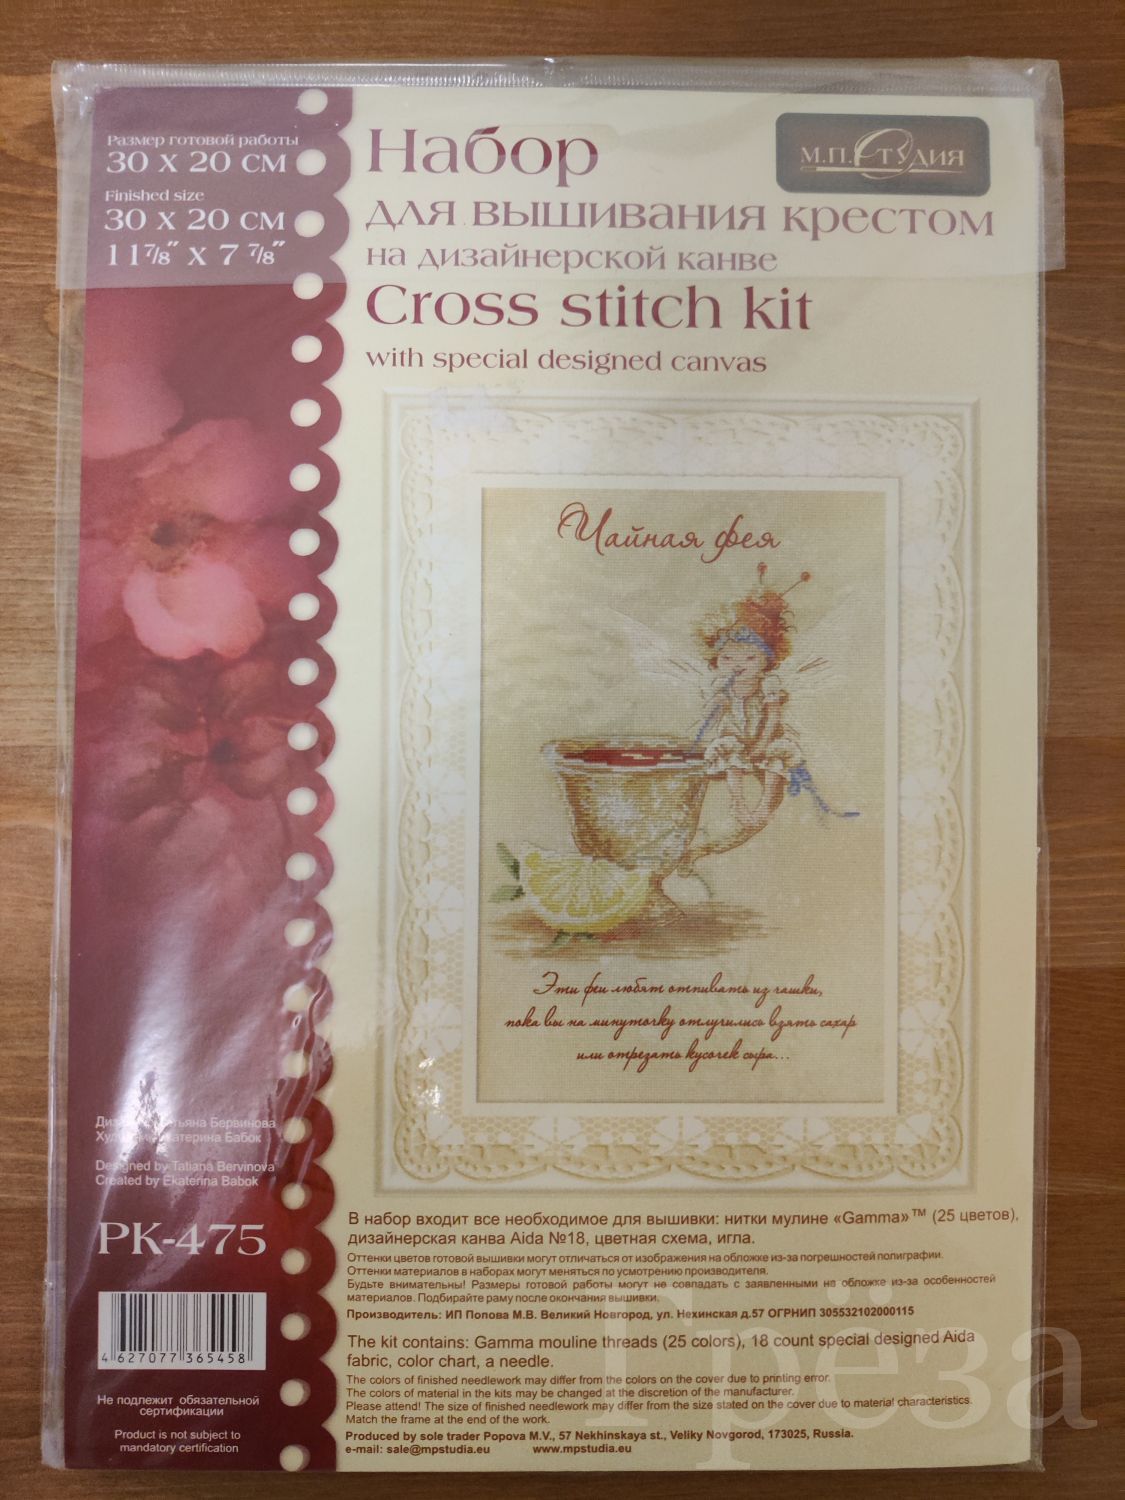 Размер готовой работы
30 x 20 см
Finished size
30 x 20 см
11⅞" x 7 ⅞"
Набор
для вышивания крестом
на дизайнерской канве
Cross stitch kit
with special designed canvas
М.П.СТУДИЯ
Чайная фея
Эти феи любят отпивать из чашки,
пока вы на минуточку отлучились взять сахар
или отрезать кусочек сыра...
Бервинова
Бабок
Designed by Tatiana Bervinova
Created by Ekaterina Babok
РК-475
4 627077 365458
Не подлежит обязательной
сертификации
Product is not subject to
mandatory certification
В набор входит все необходимое для вышивки: нитки мулине «Gamma»™ (25 цветов),
дизайнерская канва Aida №18, цветная схема, игла.
Оттенки цветов готовой вышивки могут отличаться от изображения на обложке из-за погрешностей полиграфии.
Оттенки материалов в наборах могут меняться по усмотрению производителя.
Будьте внимательны! Размеры готовой работы могут не совпадать с заявленными на обложке из-за особенностей
материалов. Подбирайте раму после окончания вышивки.
Производитель: ИП Попова М.В. Великий Новгород, ул. Нехинская д.57 ОГРНИП 305532102000115
The kit contains: Gamma mouline threads (25 colors), 18 count special designed Aida
fabric, color chart, a needle.
The colors of finished needlework may differ from the colors on the cover due to printing error.
The colors of material in the kits may be changed at the discretion of the manufacturer.
Please attend! The size of finished needlework may differ from the size stated on the cover due to material characteristics.
Match the frame at the end of the work.
Produced by sole trader Popova M.V., 57 Nekhinskaya st., Veliky Novgorod, 173025, Russia.
e-mail: sale@mpstudia.eu www.mpstudia.eu
Грёза